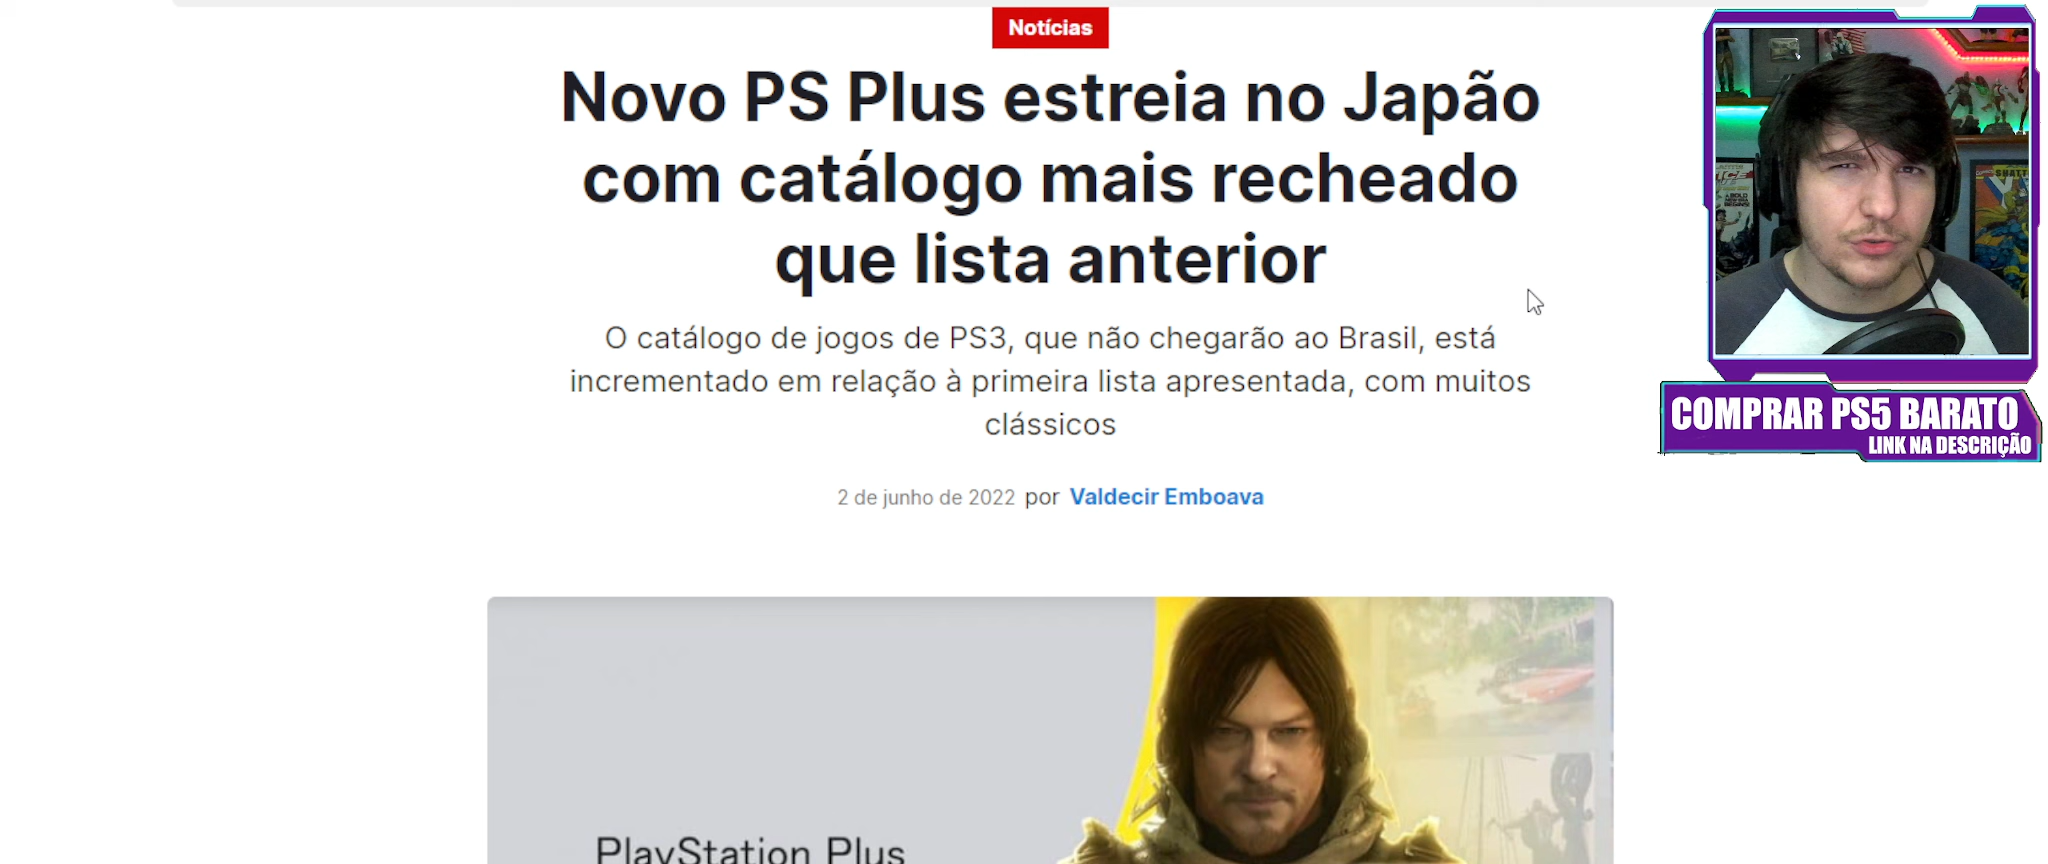 Notícias
Novo PS Plus estreia no Japão
com catálogo mais recheado
que lista anterior
O catálogo de jogos de PS3, que não chegarão ao Brasil, está
incrementado em relação à primeira lista apresentada, com muitos
clássicos
2 de junho de 2022 por Valdecir Emboava
COMPRAR PS5 BARATO
LINK NA DESCRIÇÃO
PlayStation Plus